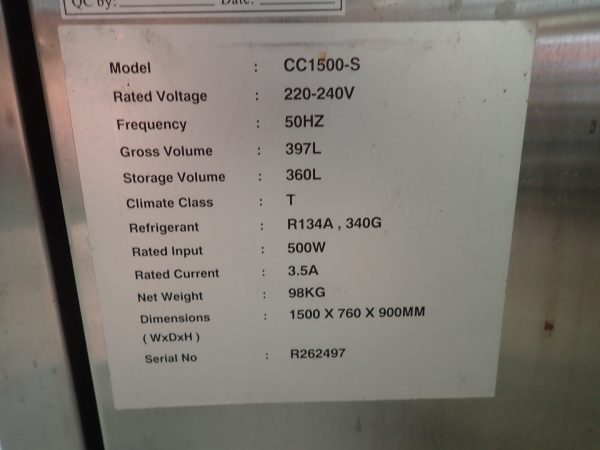 QC by: Date:
Model : CC1500-S
Rated Voltage : 220-240V
Frequency : 50HZ
Gross Volume : 397L
Storage Volume : 360L
Climate Class : T
Refrigerant : R134A , 340G
Rated Input : 500W
Rated Current : 3.5A
Net Weight : 98KG
Dimensions : 1500 X 760 X 900MM
( WxDxH )
Serial No : R262497